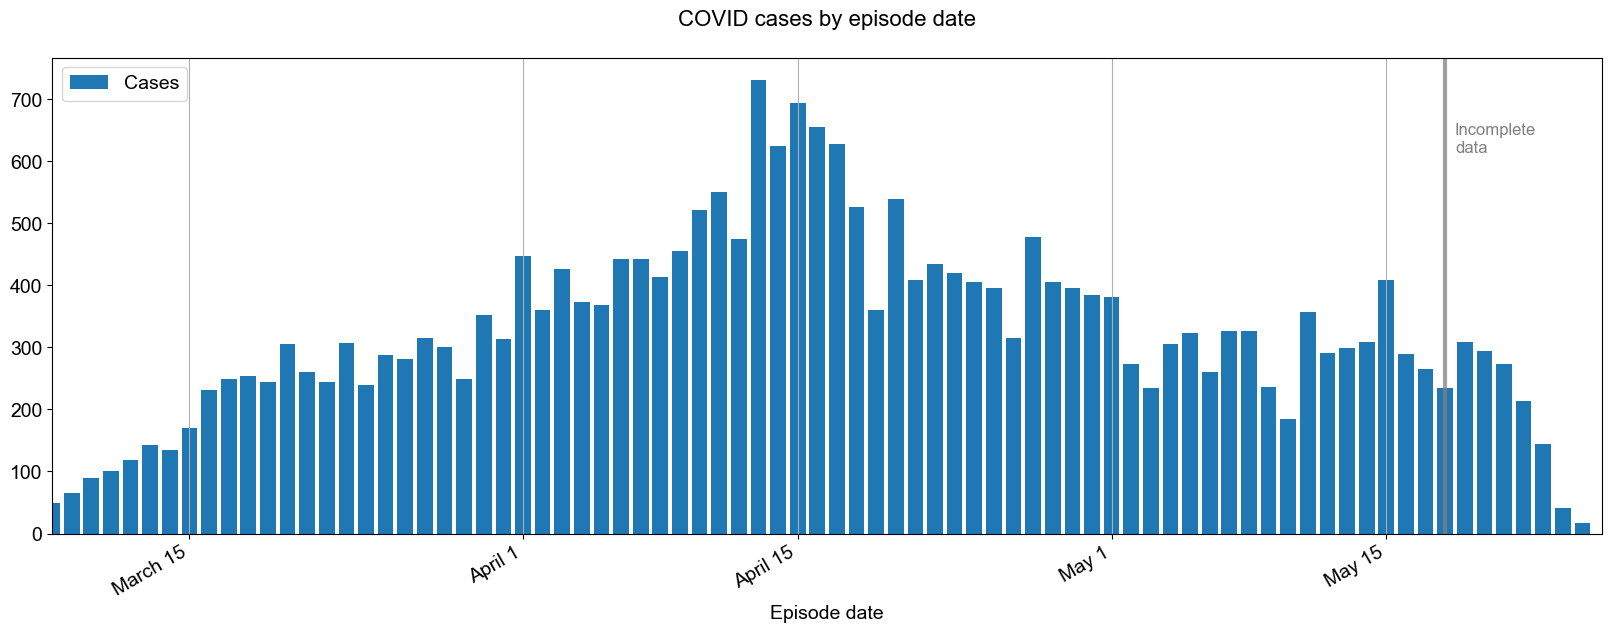 COVID cases by episode date
Cases
700
600
500
400
300
200
100
0
Incomplete
data
March 15
April 1
April 15
May 1
May 15
Episode date